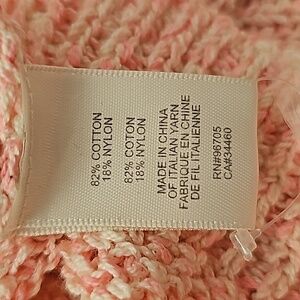 82% COTTON
18% NYLON
82% COTON
18% NYLON
MADE IN CHINA
OF ITALIAN YARN
FABRIQUE EN CHINE
DE FIL ITALIENNE
RN#96705
CA#34460